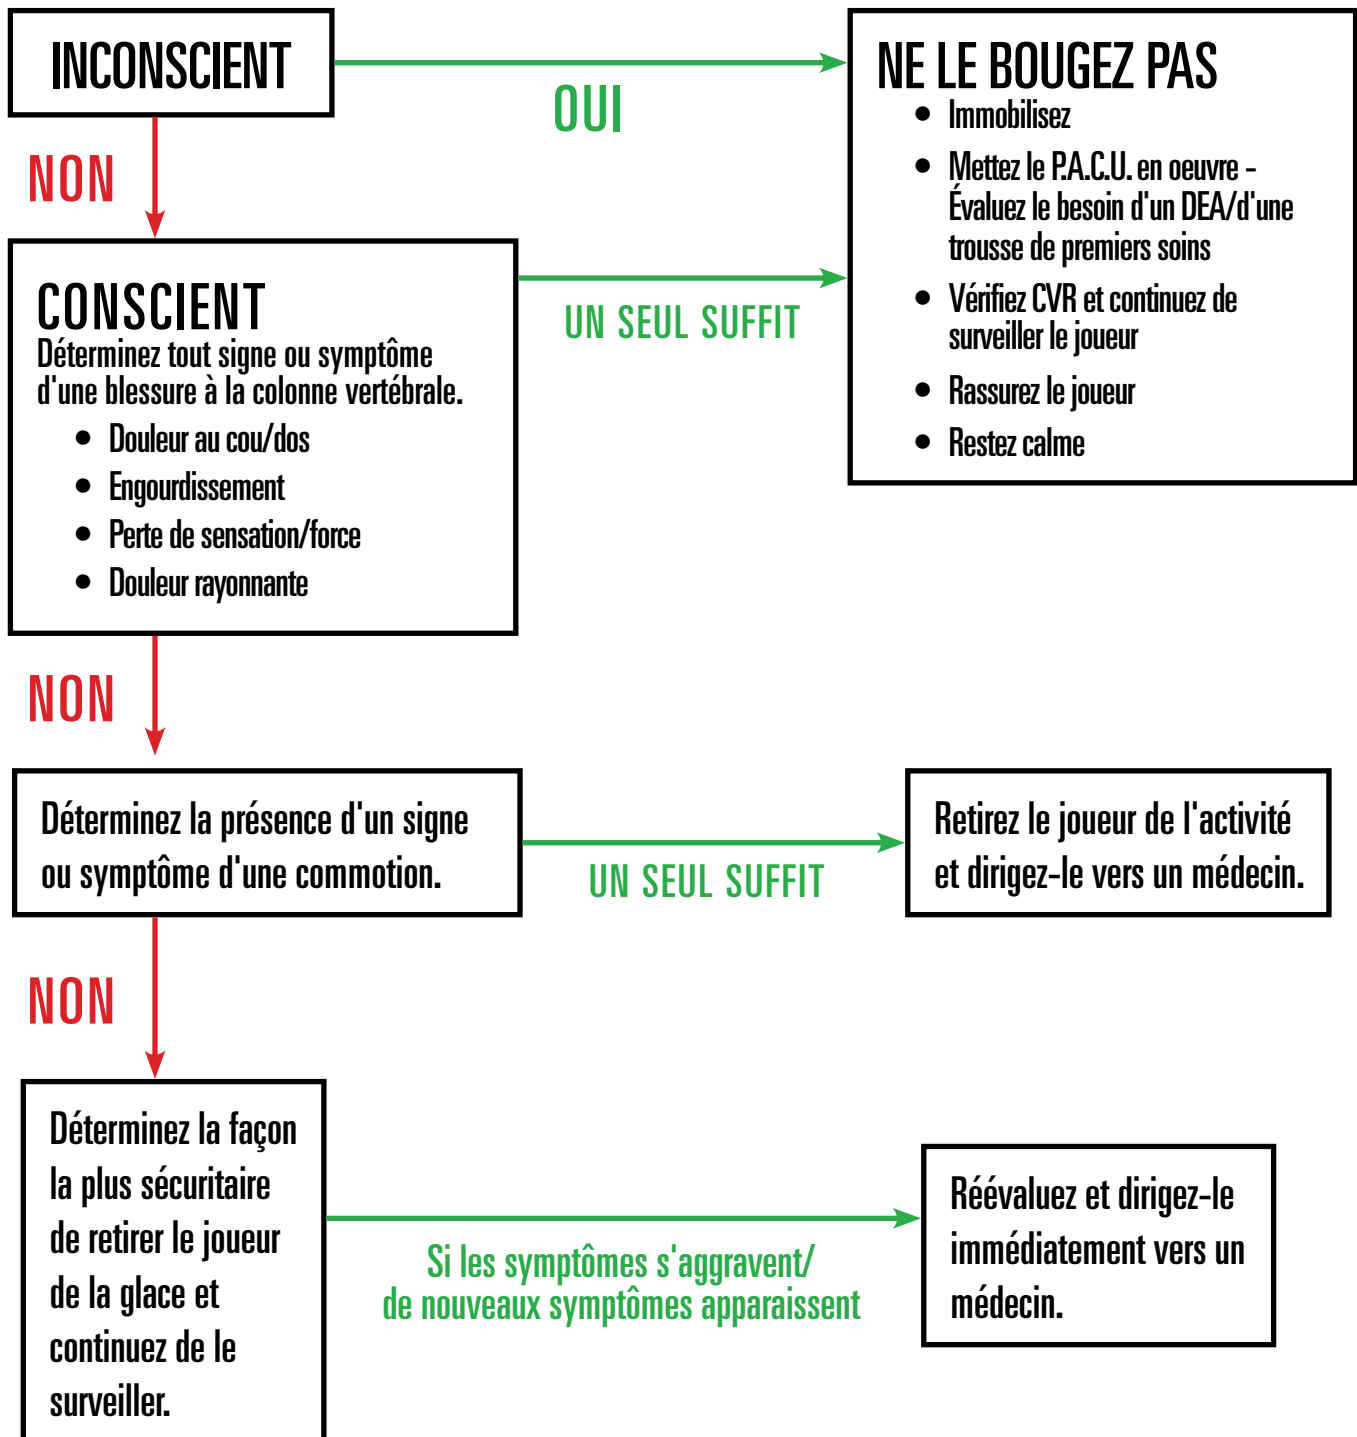 INCONSCIENT
OUI
NE LE BOUGEZ PAS
• Immobilisez
• Mettez le P.A.C.U. en oeuvre -
Évaluez le besoin d'un DEA/d'une
trousse de premiers soins
• Vérifiez CVR et continuez de
surveiller le joueur
• Rassurez le joueur
• Restez calme
NON
CONSCIENT
Déterminez tout signe ou symptôme
d'une blessure à la colonne vertébrale.
• Douleur au cou/dos
• Engourdissement
• Perte de sensation/force
• Douleur rayonnante
UN SEUL SUFFIT
NON
Déterminez la présence d'un signe
ou symptôme d'une commotion.
UN SEUL SUFFIT
Retirez le joueur de l'activité
et dirigez-le vers un médecin.
NON
Déterminez la façon
la plus sécuritaire
de retirer le joueur
de la glace et
continuez de le
surveiller.
Si les symptômes s'aggravent/
de nouveaux symptômes apparaissent
Réévaluez et dirigez-le
immédiatement vers un
médecin.